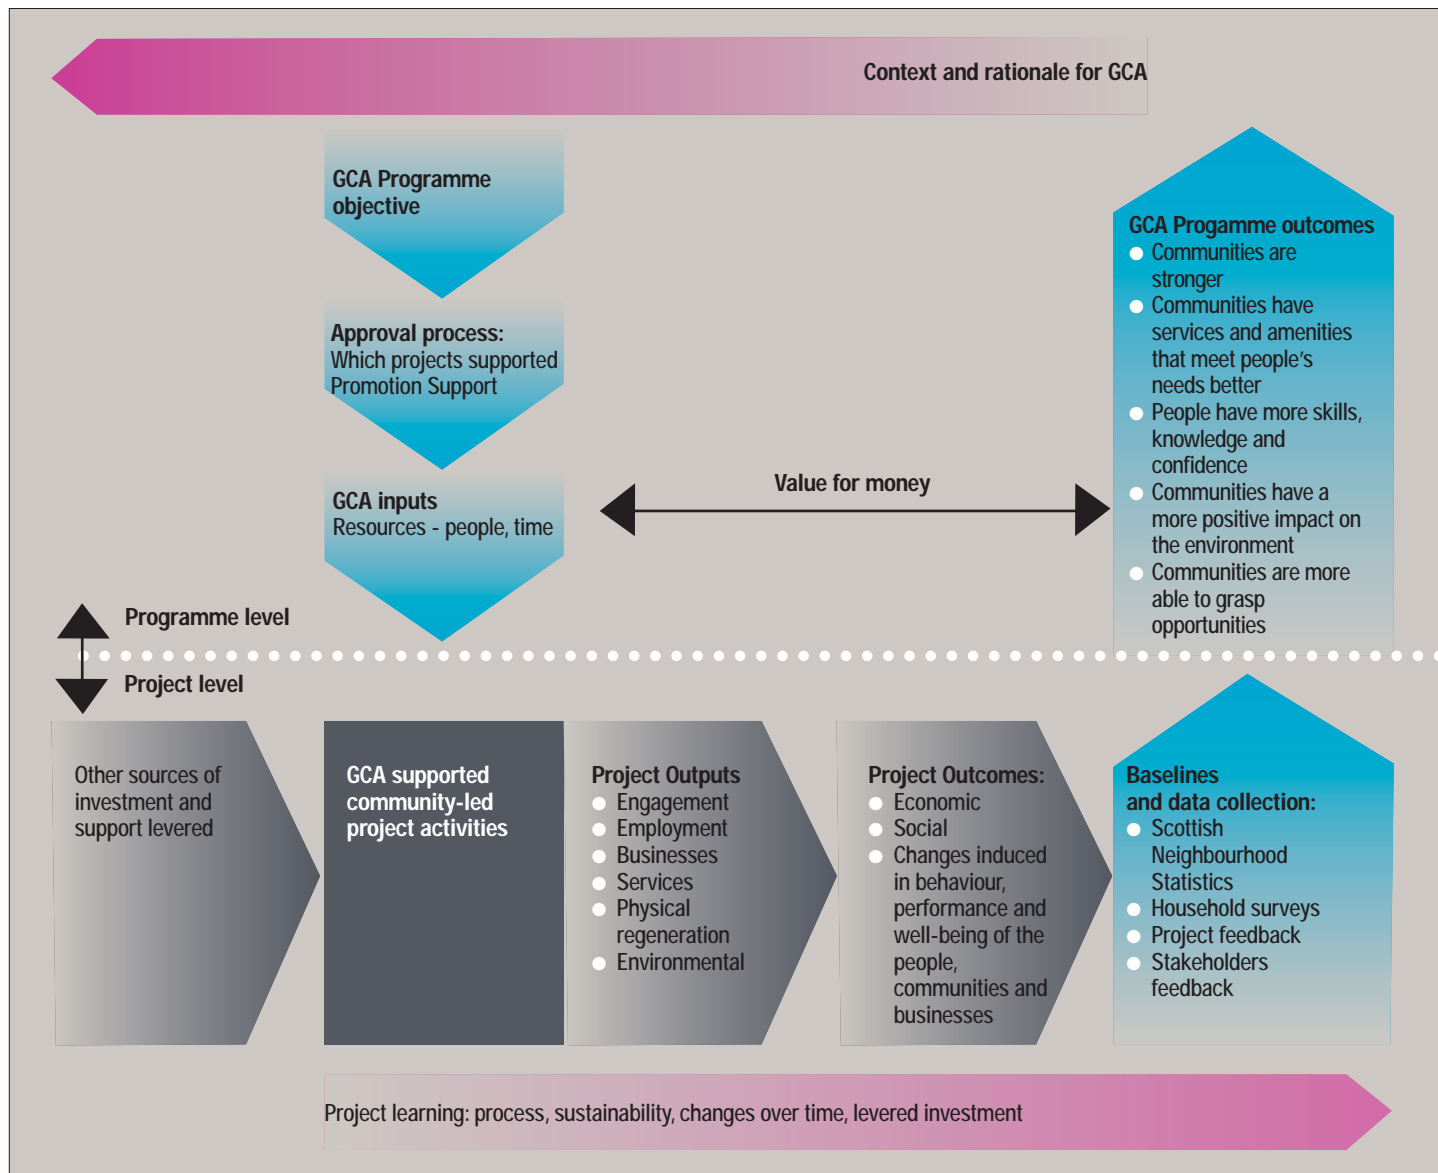 Context and rationale for GCA
GCA Programme
objective
Approval process:
Which projects supported
Promotion Support
GCA inputs
Resources - people, time
Value for money
GCA Progamme outcomes
Communities are
stronger
Communities have
services and amenities
that meet people’s
needs better
People have more skills,
knowledge and
confidence
Communities have a
more positive impact on
the environment
Communities are more
able to grasp
opportunities
Programme level
Project level
Other sources of
investment and
support levered
GCA supported
community-led
project activities
Project Outputs
Engagement
Employment
Businesses
Services
Physical
regeneration
Environmental
Project Outcomes:
Economic
Social
Changes induced
in behaviour,
performance and
well-being of the
people,
communities and
businesses
Baselines
and data collection:
Scottish
Neighbourhood
Statistics
Household surveys
Project feedback
Stakeholders
feedback
Project learning: process, sustainability, changes over time, levered investment